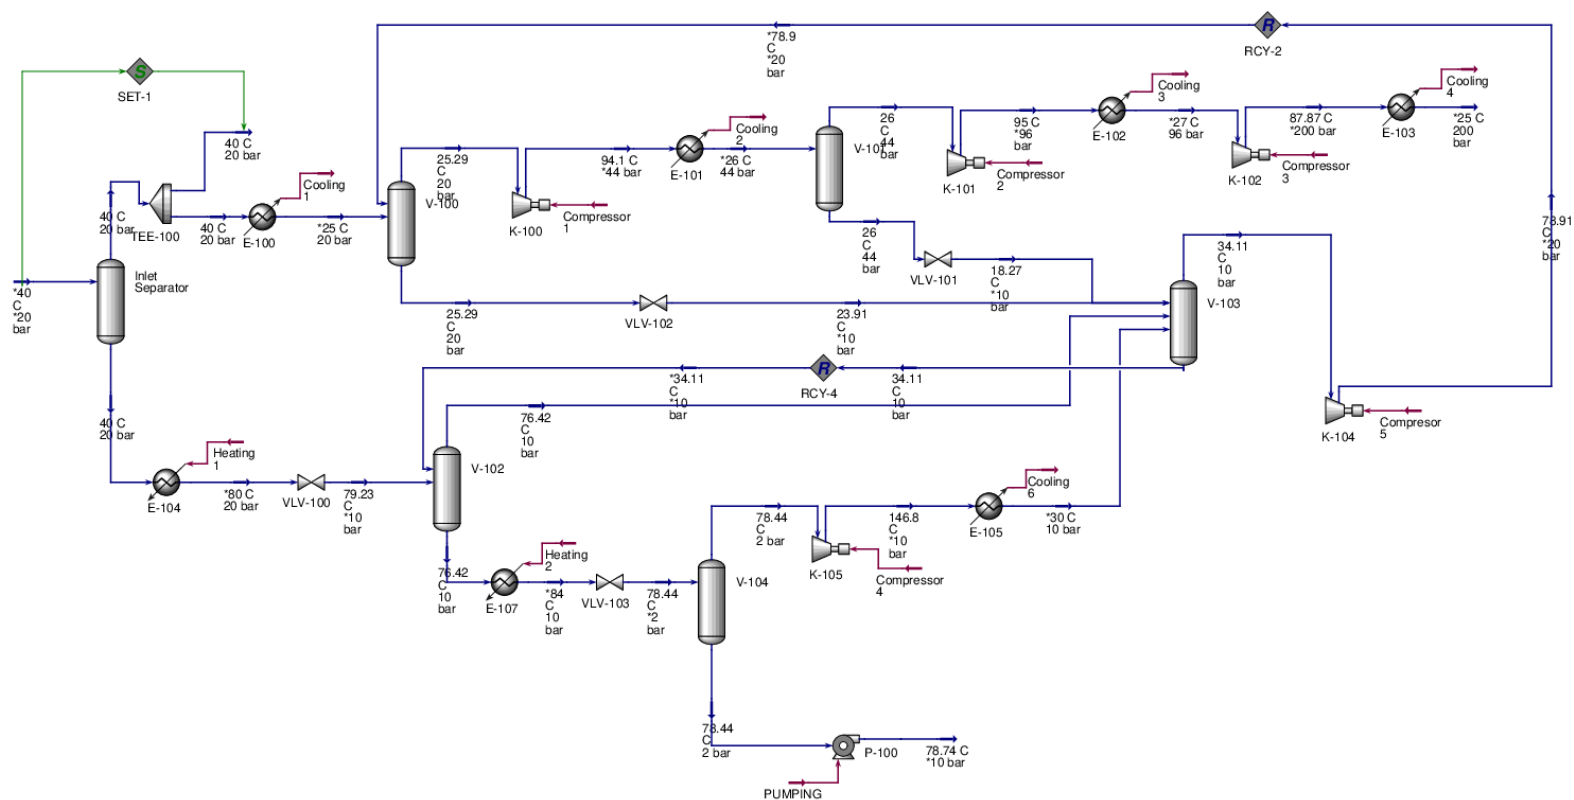 *78.9
C
*20
bar
R
RCY-2
S
SET-1
40 C
20 bar
Cooling
1
40 C
20 bar
TEE-100
40 C
20 bar
E-100
*25 C
20 bar
25.29
C
20
bar
V-100
K-100
Compressor
1
94.1 C
*44 bar
E-101
Cooling
2
*26 C
44 bar
26
C
44
bar
V-101
K-101
Compressor
2
95 C
*96
bar
E-102
Cooling
3
*27 C
96 bar
K-102
Compressor
3
87.87 C
*200 bar
E-103
Cooling
4
*25 C
200
bar
78.91
C
*20
bar
*40
C
*20
bar
Inlet
Separator
26
C
44
bar
VLV-101
18.27
C
*10
bar
25.29
C
20
bar
VLV-102
23.91
C
*10
bar
V-103
34.11
C
10
bar
*34.11
C
*10
bar
R
RCY-4
34.11
C
10
bar
K-104
Compresor
5
40 C
20 bar
Heating
1
E-104
*80 C
20 bar
VLV-100
79.23
C
*10
bar
76.42
C
10
bar
V-102
76.42
C
10
bar
Heating
2
E-107
*84
C
10
bar
VLV-103
78.44
C
*2
bar
V-104
78.44
C
2 bar
K-105
Compressor
4
146.8
C
*10
bar
E-105
Cooling
6
*30 C
10 bar
78.44
C
2 bar
P-100
78.74 C
*10 bar
PUMPING